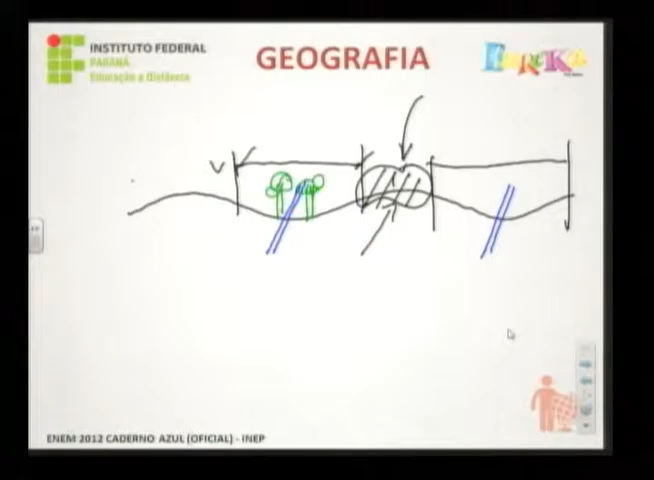 INSTITUTO FEDERAL
PARANÁ
Educação a Distância
GEOGRAFIA
EUREKA
V
ENEM 2012 CADERNO AZUL (OFICIAL) - INEP